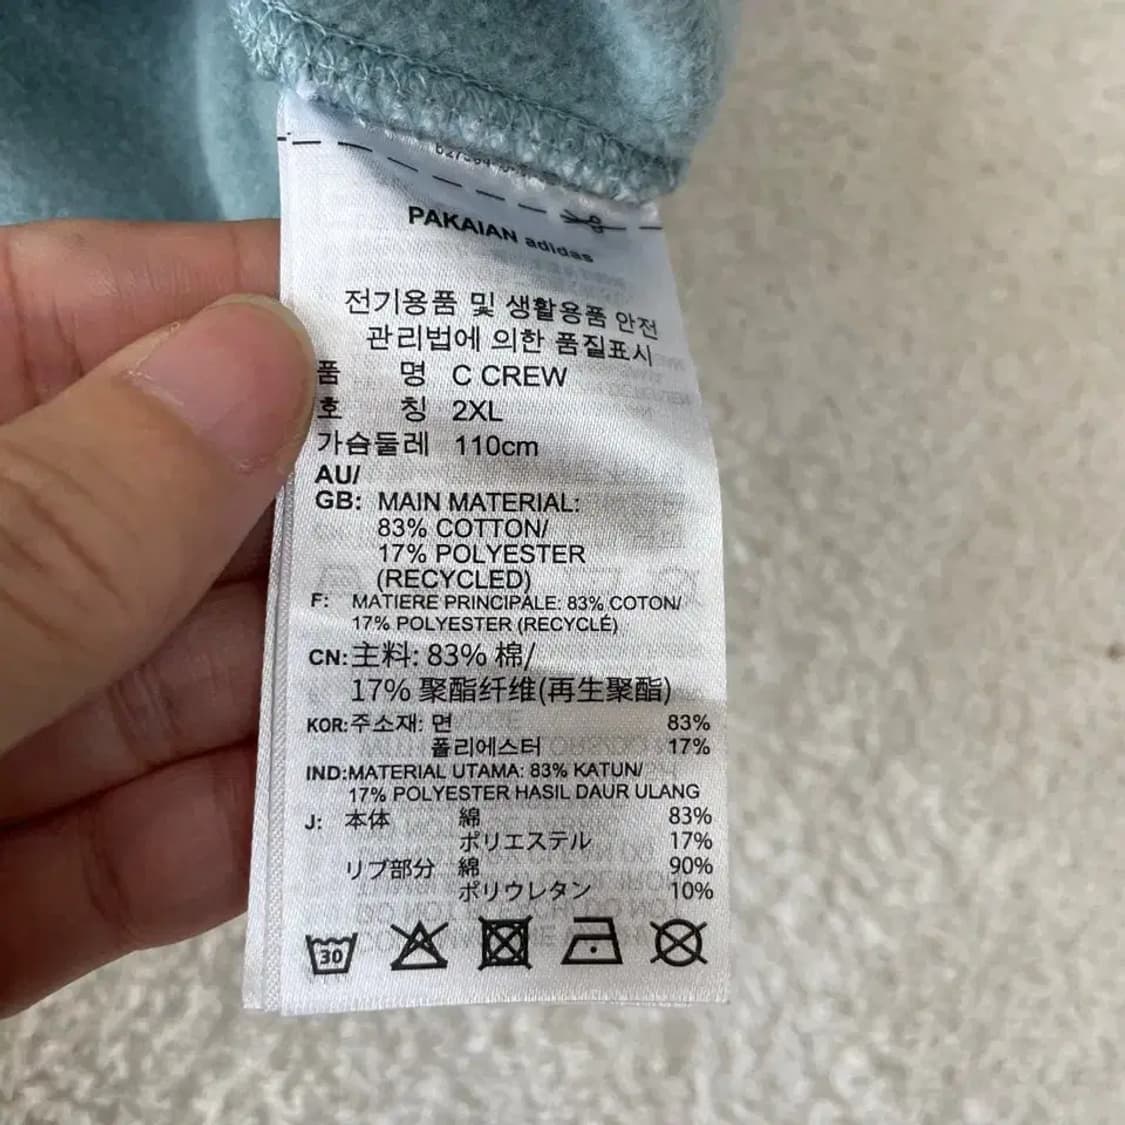 PAKAIAN adidas
전기용품 및 생활용품 안전
관리법에 의한 품질표시
품 명 C CREW
호 칭 2XL
가슴둘레 110cm
AU/
GB: MAIN MATERIAL:
83% COTTON/
17% POLYESTER
(RECYCLED)
F: MATIERE PRINCIPALE: 83% COTON/
17% POLYESTER (RECYCLÉ)
CN: 主料: 83% 棉/
17% 聚酯纤维(再生聚酯)
KOR: 주소재: 면 83%
폴리에스터 17%
IND: MATERIAL UTAMA: 83% KATUN/
17% POLYESTER HASIL DAUR ULANG
J: 本体 綿 83%
ポリエステル 17%
リブ部分 綿 90%
ポリウレタン 10%
30